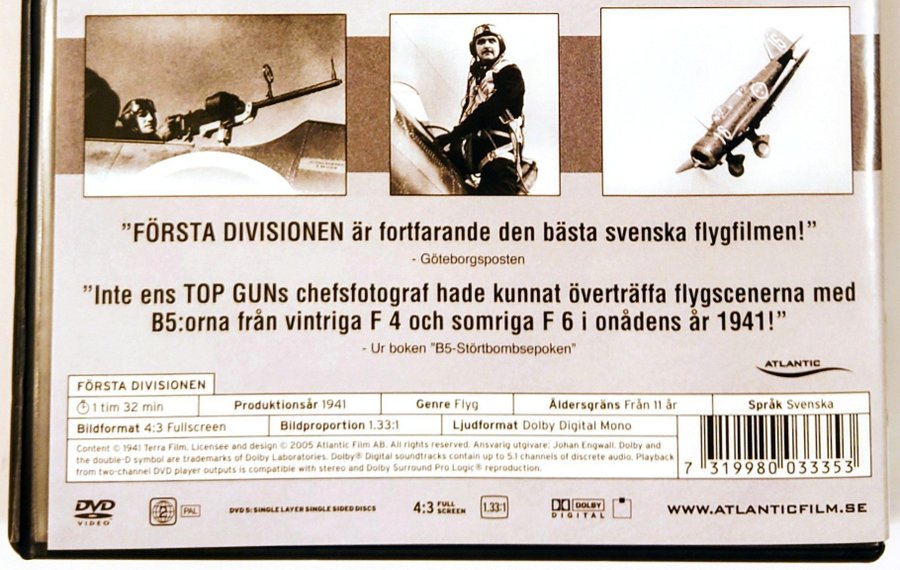 "FÖRSTA DIVISIONEN är fortfarande den bästa svenska flygfilmen!"
- Göteborgsposten
"Inte ens TOP GUNs chefsfotograf hade kunnat överträffa flygscenerna med
B5:orna från vintriga F 4 och somriga F 6 i onådens år 1941!"
- Ur boken "B5-Störtbombsepoken"
ATLANTIC
FÖRSTA DIVISIONEN
1 tim 32 min Produktionsår 1941 Genre Flyg Åldersgräns Från 11 år Språk Svenska
Bildformat 4:3 Fullscreen Bildproportion 1.33:1 Ljudformat Dolby Digital Mono
Content © 1941 Terra Film. Licensee and design © 2005 Atlantic Film AB. All rights reserved. Ansvarig utgivare: Johan Engwall. Dolby and
the double-D symbol are trademarks of Dolby Laboratories. Dolby® Digital soundtracks contain up to 5.1 channels of discrete audio. Playback
from two-channel DVD player outputs is compatible with stereo and Dolby Surround Pro Logic® reproduction.
7 319980 033353
DVD VIDEO 2 PAL DVD 5: SINGLE LAYER SINGLE SIDED DISCS 4:3 FULL SCREEN 1.33:1 DOLBY DIGITAL WWW.ATLANTICFILM.SE